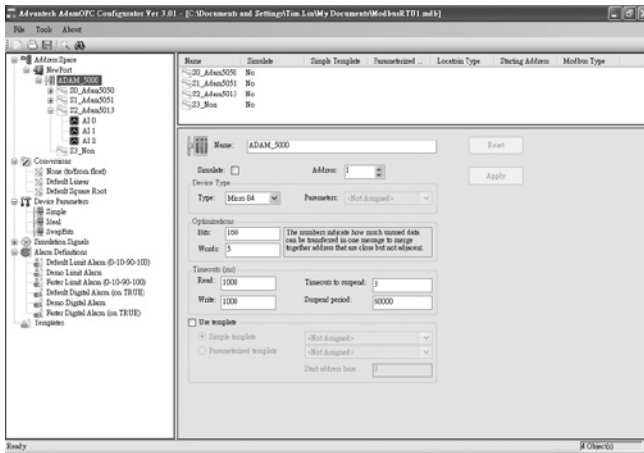 Advantech AdamOPC Configurator Ver 3.01 - [C:\Documents and Settings\Tim.Lin\My Documents\ModbusRTU1.mdb]
File Tools About
Address Space
NewPort
ADAM_5000
S0_Adam5050
S1_Adam5051
S2_Adam5013
AI 0
AI 1
AI 2
S3_Non
Conversions
None (to/from float)
Default Linear
Default Square Root
Device Parameters
Simple
Ideal
SwapBits
Simulation Signals
Alarm Definitions
Default Limit Alarm (0-10-90-100)
Demo Limit Alarm
Faster Limit Alarm (0-10-90-100)
Default Digital Alarm (on TRUE)
Demo Digital Alarm
Faster Digital Alarm (on TRUE)
Templates
Name Simulate Simple Template Parameterized ... Location Type Starting Address Modbus Type
S0_Adam5050 No
S1_Adam5051 No
S2_Adam5013 No
S3_Non No
Name: ADAM_5000 Reset
Simulate: Address: 1 Apply
Device Type
Type: Micro 84 Parameters: <Not Assigned>
Optimizations
Bits: 160
Words: 5
The numbers indicate how much unused data
can be transferred in one message to merge
together address that are close but not adjacent.
Timeouts (ms)
Read: 1000 Timeouts to suspend: 3
Write: 1000 Suspend period: 60000
Use template
Simple template <Not Assigned>
Parameterized template <Not Assigned>
Start address base: 0
Ready 4 Object(s)